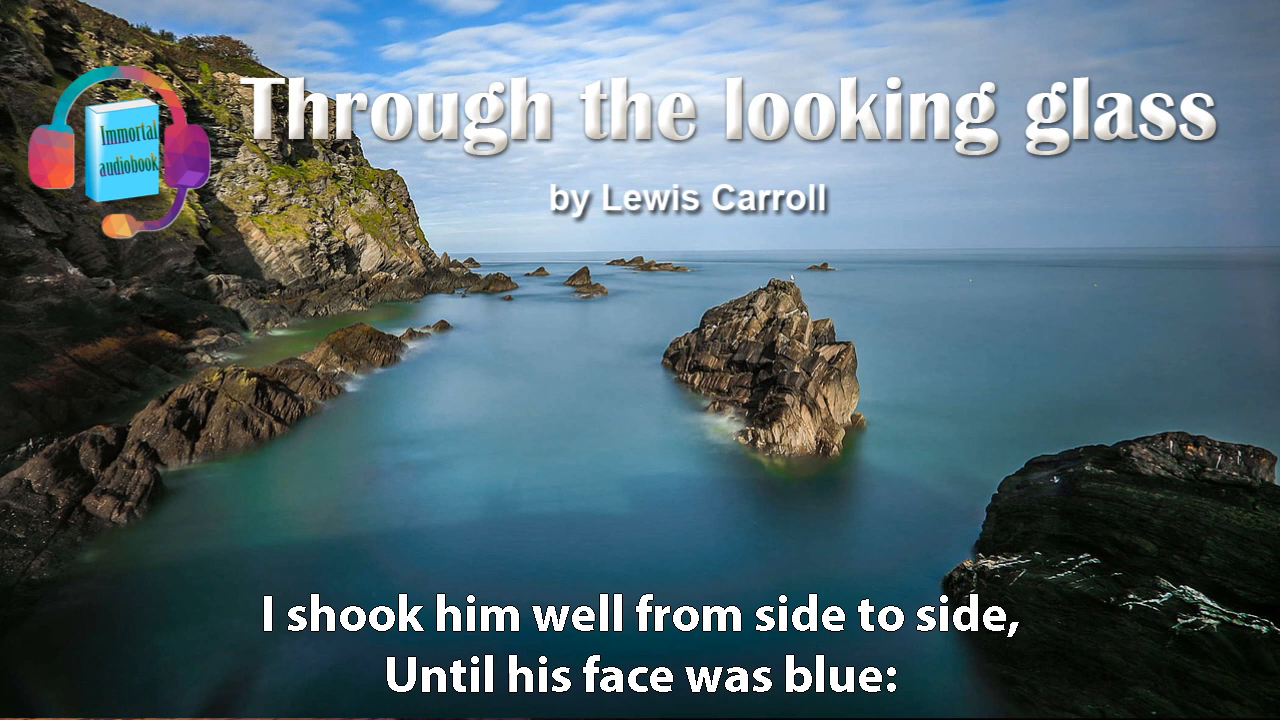 Through the looking glass
Immortal
audiobook
by Lewis Carroll
I shook him well from side to side,
Until his face was blue: